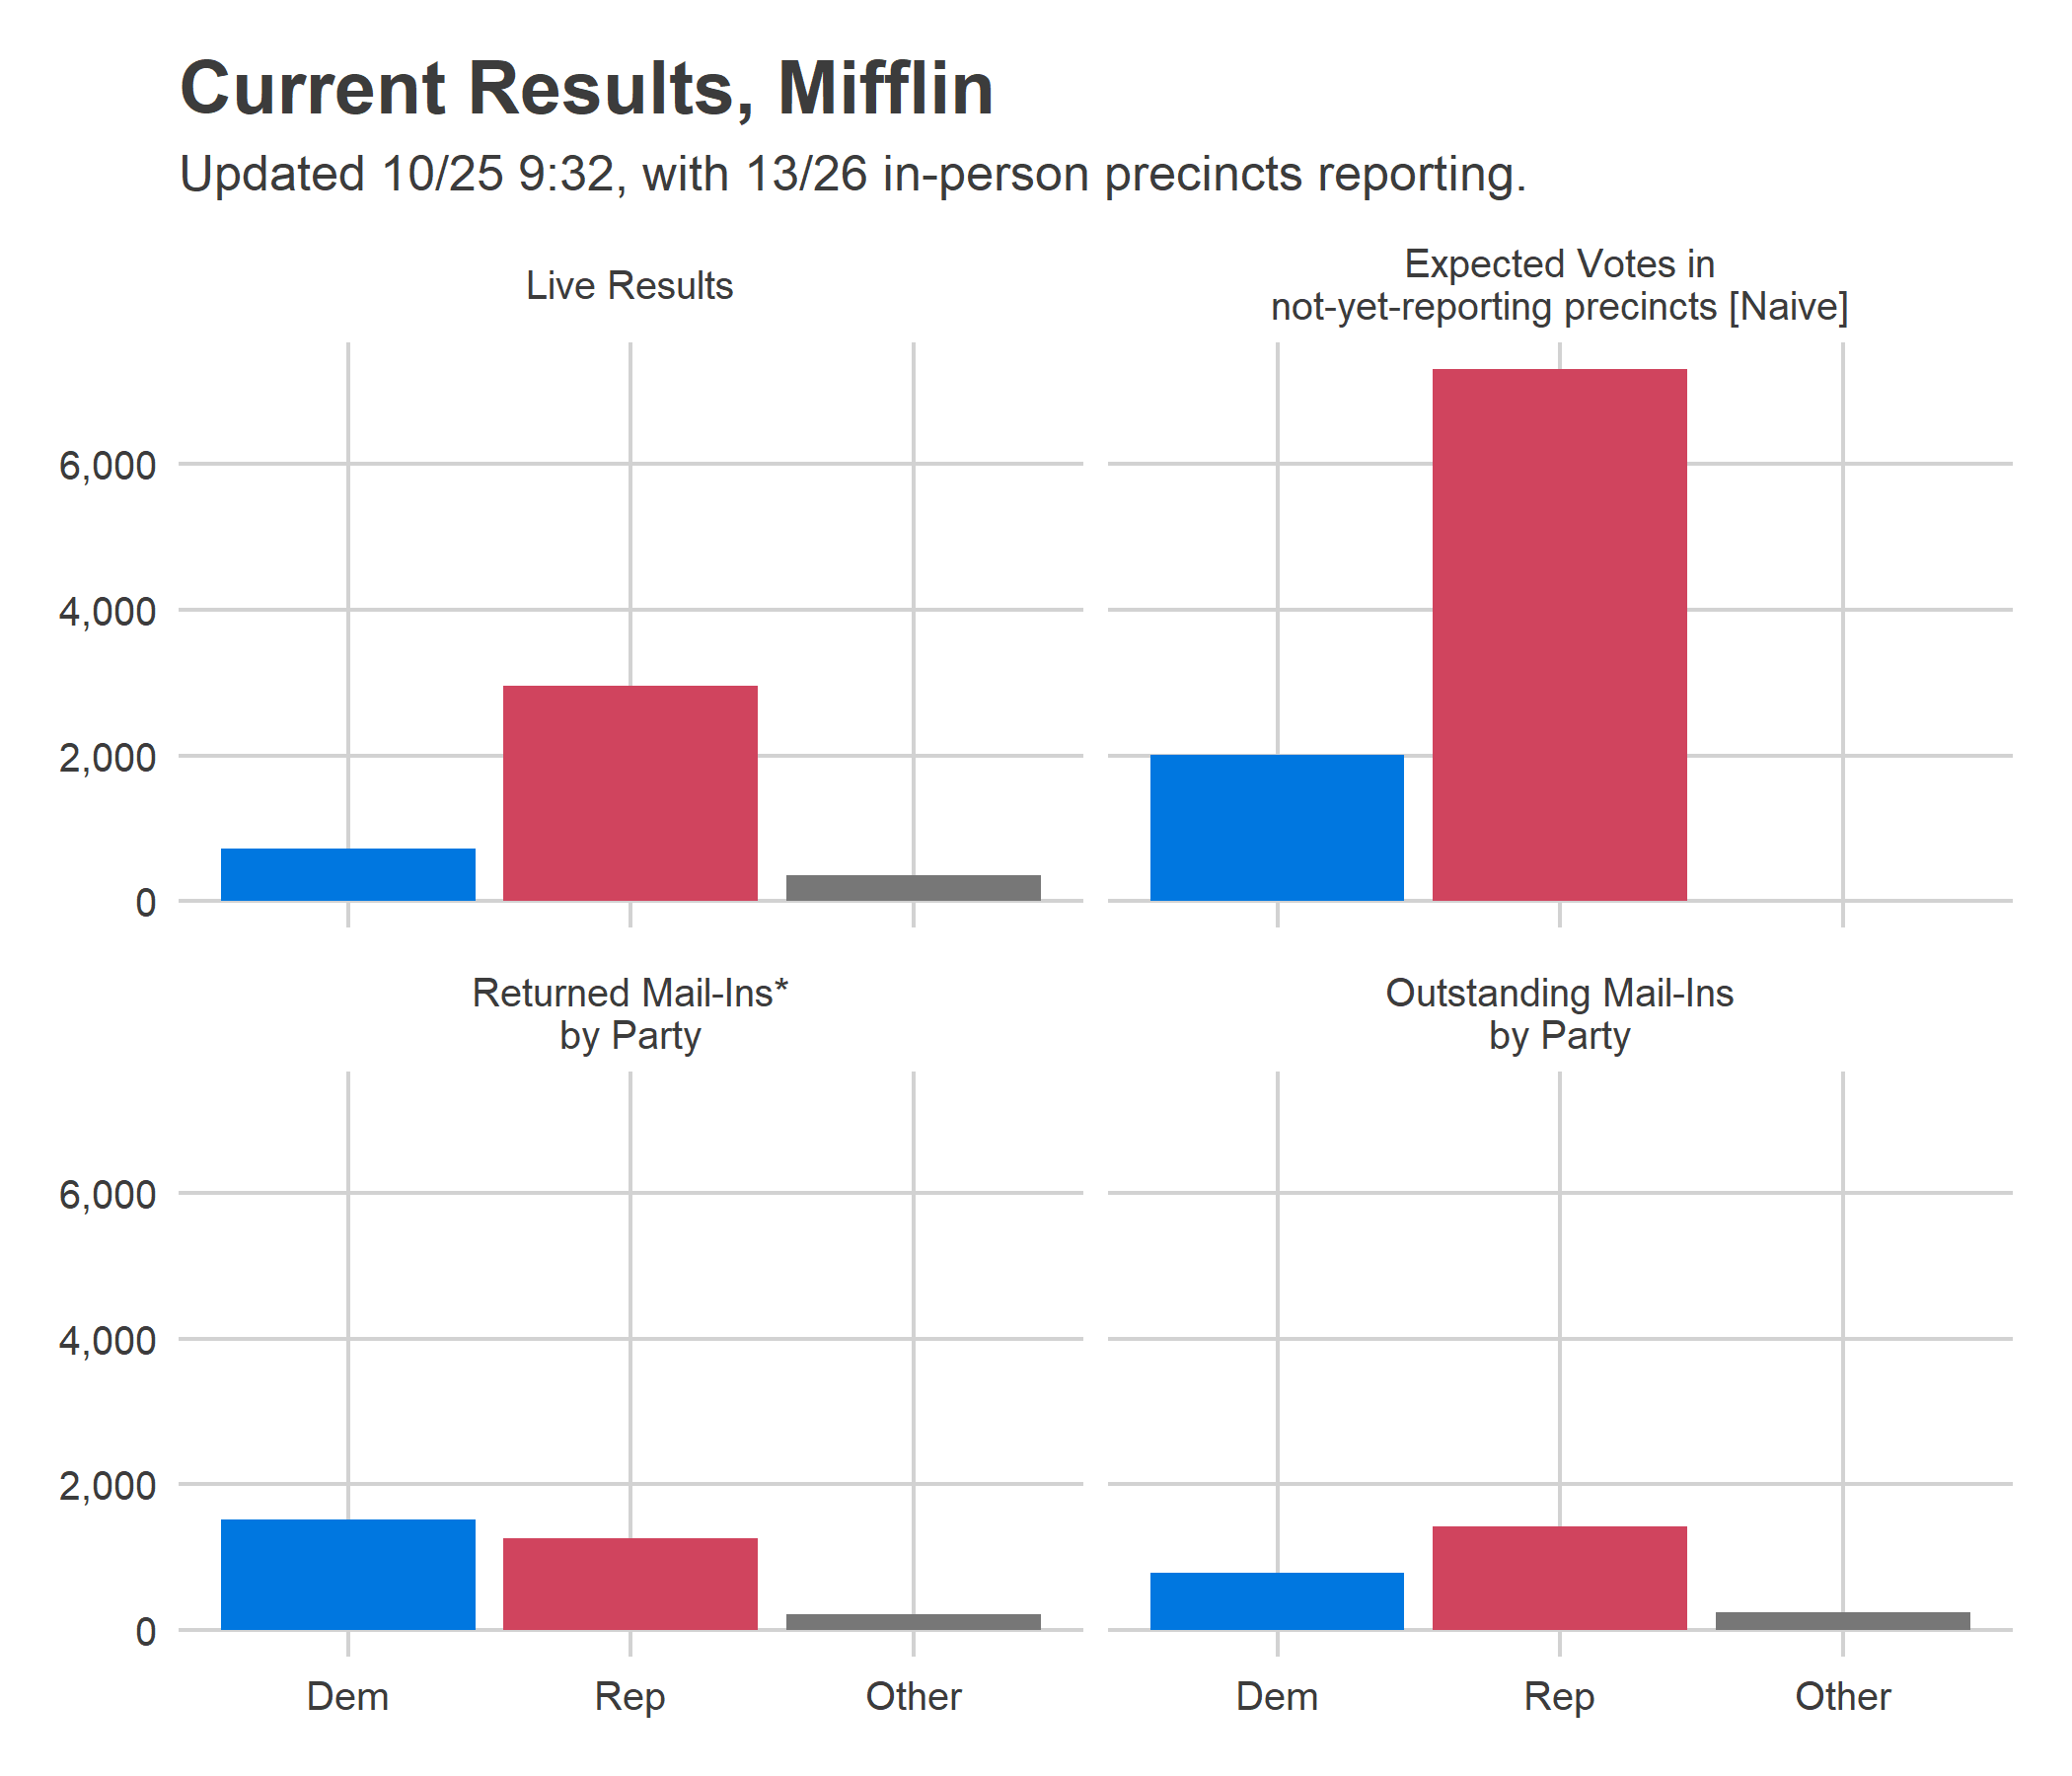 Current Results, Mifflin
Updated 10/25 9:32, with 13/26 in-person precincts reporting.
Live Results
Expected Votes in
not-yet-reporting precincts [Naive]
6,000
4,000
2,000
0
Returned Mail-Ins*
by Party
Outstanding Mail-Ins
by Party
6,000
4,000
2,000
0
Dem Rep Other Dem Rep Other